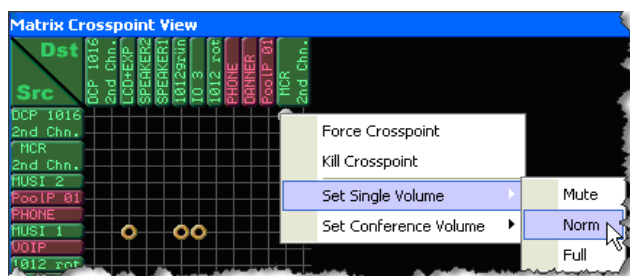 Matrix Crosspoint View
Dst
Src
DCP 1016
2nd Chn.
LCD+EXP
SPEAKER2
SPEAKER1
1012grün
IO 3
1012 rot
PHONE
DANNER
PoolP 01
MCR
2nd Chn.
DCP 1016
2nd Chn.
MCR
2nd Chn.
MUSI 2
PoolP 01
PHONE
MUSI 1
VOIP
1012 rot
Force Crosspoint
Kill Crosspoint
Set Single Volume
Set Conference Volume
Mute
Norm
Full